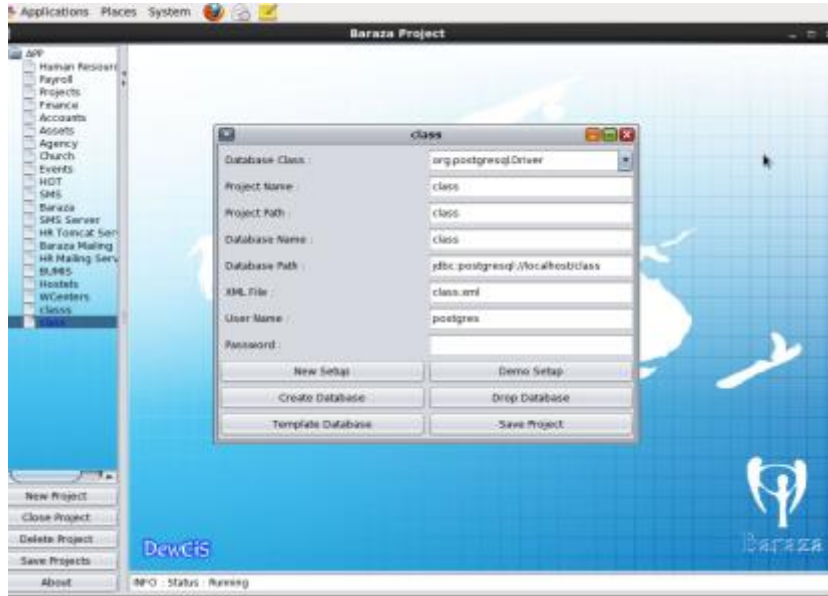 Applications Places System
Baraza Project
APP
Human Resourc
Payroll
Projects
Finance
Accounts
Assets
Agency
Church
Events
HOT
SMS
Baraza
SMS Server
HR Tomcat Serv
Baraza Mailing
HR Mailing Serv
BUMIS
Hostels
WCenters
classs
class
class
Database Class : org.postgresql.Driver
Project Name : class
Project Path : class
Database Name : class
Database Path : jdbc:postgresql://localhost/class
XML File : class.xml
User Name : postgres
Password :
New Setup Demo Setup
Create Database Drop Database
Template Database Save Project
New Project
Close Project
Delete Project
Save Projects
About
DewCiS
Baraza
INFO : Status : Running